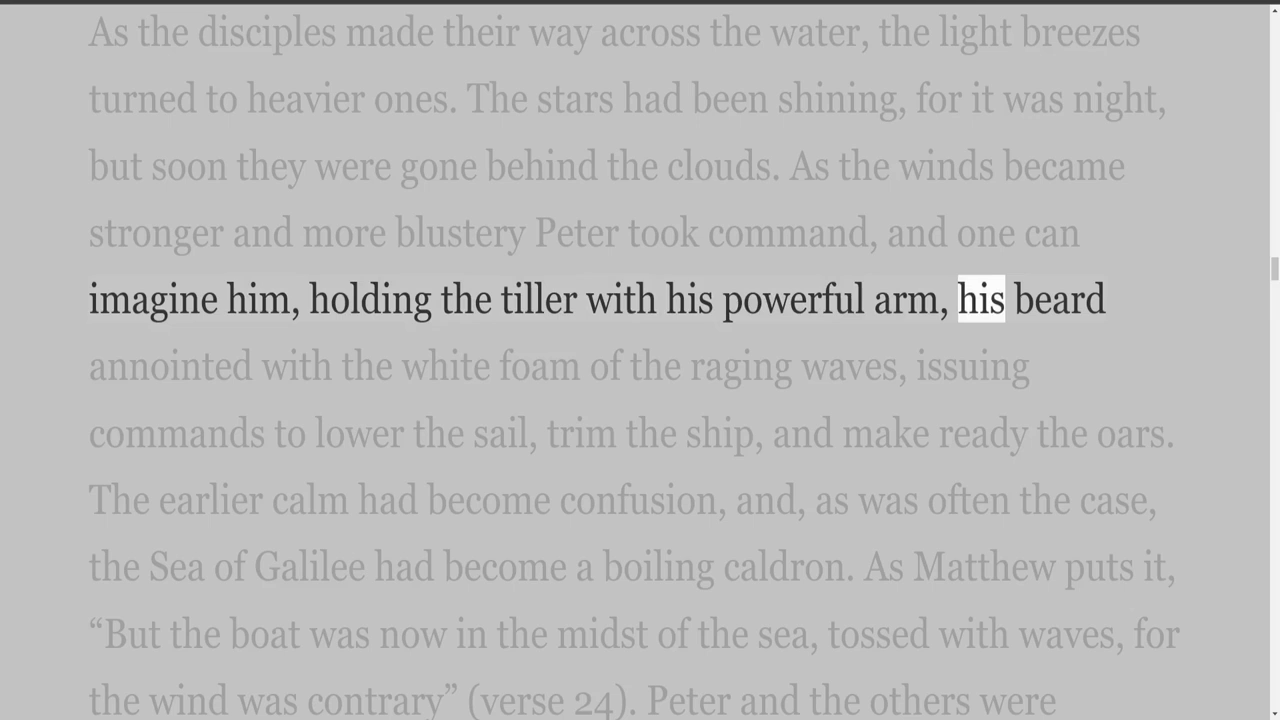 As the disciples made their way across the water, the light breezes
turned to heavier ones. The stars had been shining, for it was night,
but soon they were gone behind the clouds. As the winds became
stronger and more blustery Peter took command, and one can
imagine him, holding the tiller with his powerful arm, his beard
annointed with the white foam of the raging waves, issuing
commands to lower the sail, trim the ship, and make ready the oars.
The earlier calm had become confusion, and, as was often the case,
the Sea of Galilee had become a boiling caldron. As Matthew puts it,
“But the boat was now in the midst of the sea, tossed with waves, for
the wind was contrary” (verse 24). Peter and the others were